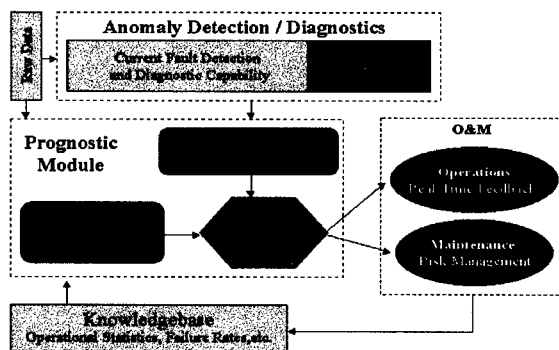 Anomaly Detection / Diagnostics
Raw Data
Current Fault Detection
and Diagnostic Capability
Prognostic
Module
O&M
Operations
Real-Time Feedback
Maintenance
Risk Management
Knowledgebase
Operational Statistics, Failure Rates,etc.